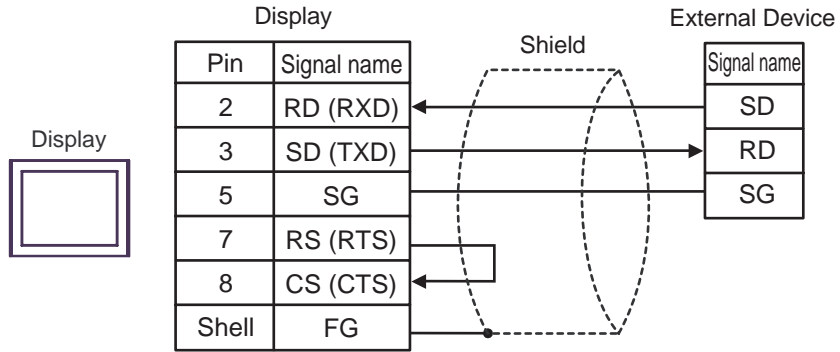 Display
External Device
Shield
Pin Signal name
2 RD (RXD)
3 SD (TXD)
5 SG
7 RS (RTS)
8 CS (CTS)
Shell FG
Display
Signal name
SD
RD
SG